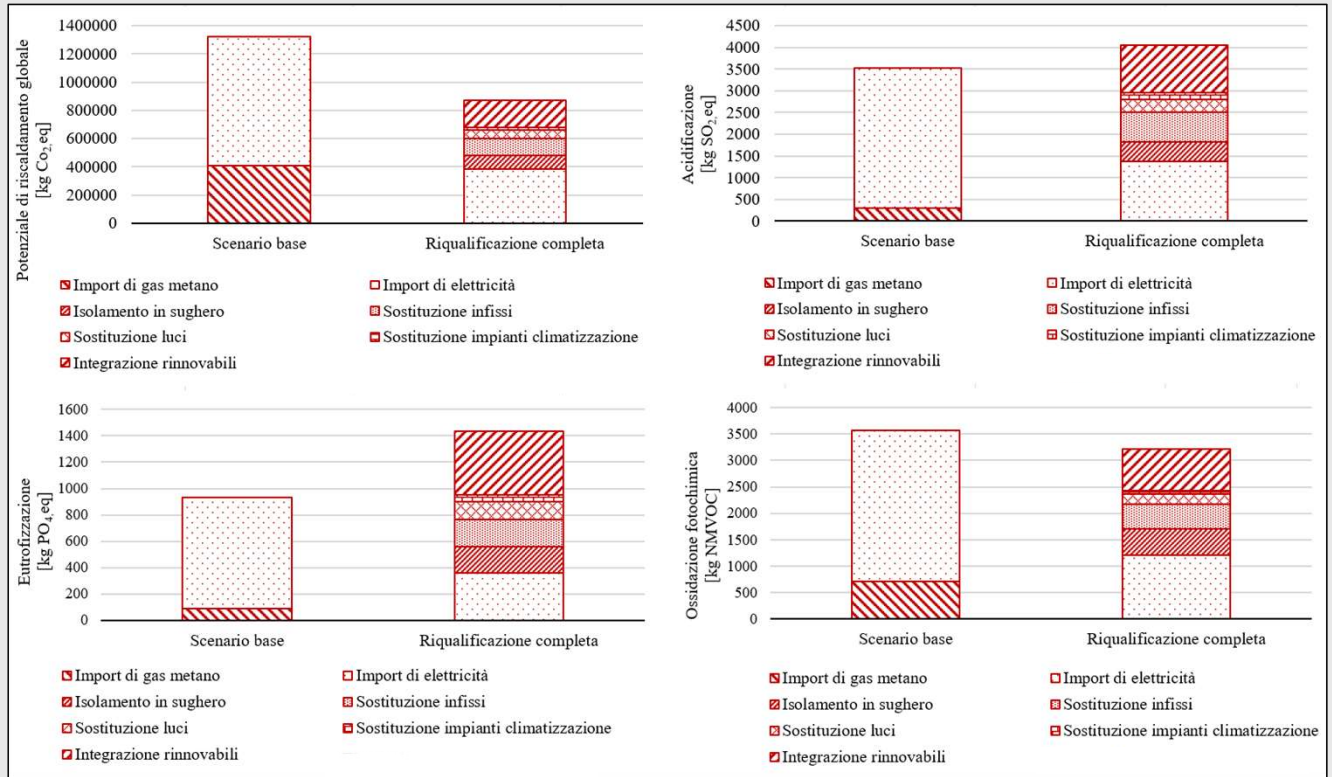 Potenziale di riscaldamento globale
[kg Co2,eq]
1400000
1200000
1000000
800000
600000
400000
200000
0
Scenario base
Riqualificazione completa
Import di gas metano
Import di elettricità
Isolamento in sughero
Sostituzione infissi
Sostituzione luci
Sostituzione impianti climatizzazione
Integrazione rinnovabili
Acidificazione
[kg SO2,eq]
4500
4000
3500
3000
2500
2000
1500
1000
500
0
Scenario base
Riqualificazione completa
Import di gas metano
Import di elettricità
Isolamento in sughero
Sostituzione infissi
Sostituzione luci
Sostituzione impianti climatizzazione
Integrazione rinnovabili
Eutrofizzazione
[kg PO4,eq]
1600
1400
1200
1000
800
600
400
200
0
Scenario base
Riqualificazione completa
Import di gas metano
Import di elettricità
Isolamento in sughero
Sostituzione infissi
Sostituzione luci
Sostituzione impianti climatizzazione
Integrazione rinnovabili
Ossidazione fotochimica
[kg NMVOC]
4000
3500
3000
2500
2000
1500
1000
500
0
Scenario base
Riqualificazione completa
Import di gas metano
Import di elettricità
Isolamento in sughero
Sostituzione infissi
Sostituzione luci
Sostituzione impianti climatizzazione
Integrazione rinnovabili